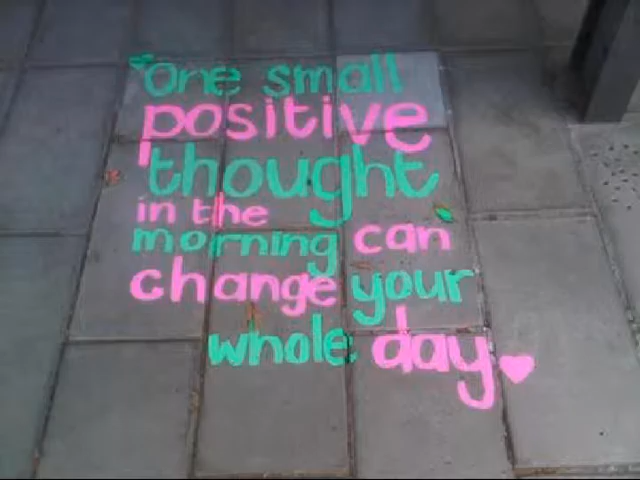 One small
positive
thought
in the
morning can
change your
whole day